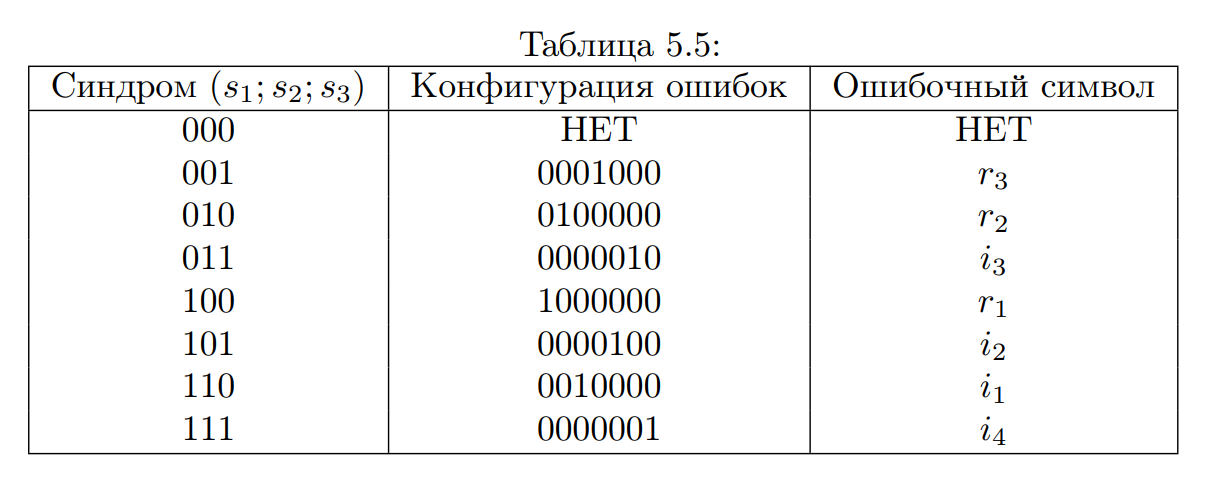 Таблица 5.5:
Синдром (s₁; s₂; s₃) Конфигурация ошибок Ошибочный символ
000 НЕТ НЕТ
001 0001000 r₃
010 0100000 r₂
011 0000010 i₃
100 1000000 r₁
101 0000100 i₂
110 0010000 i₁
111 0000001 i₄